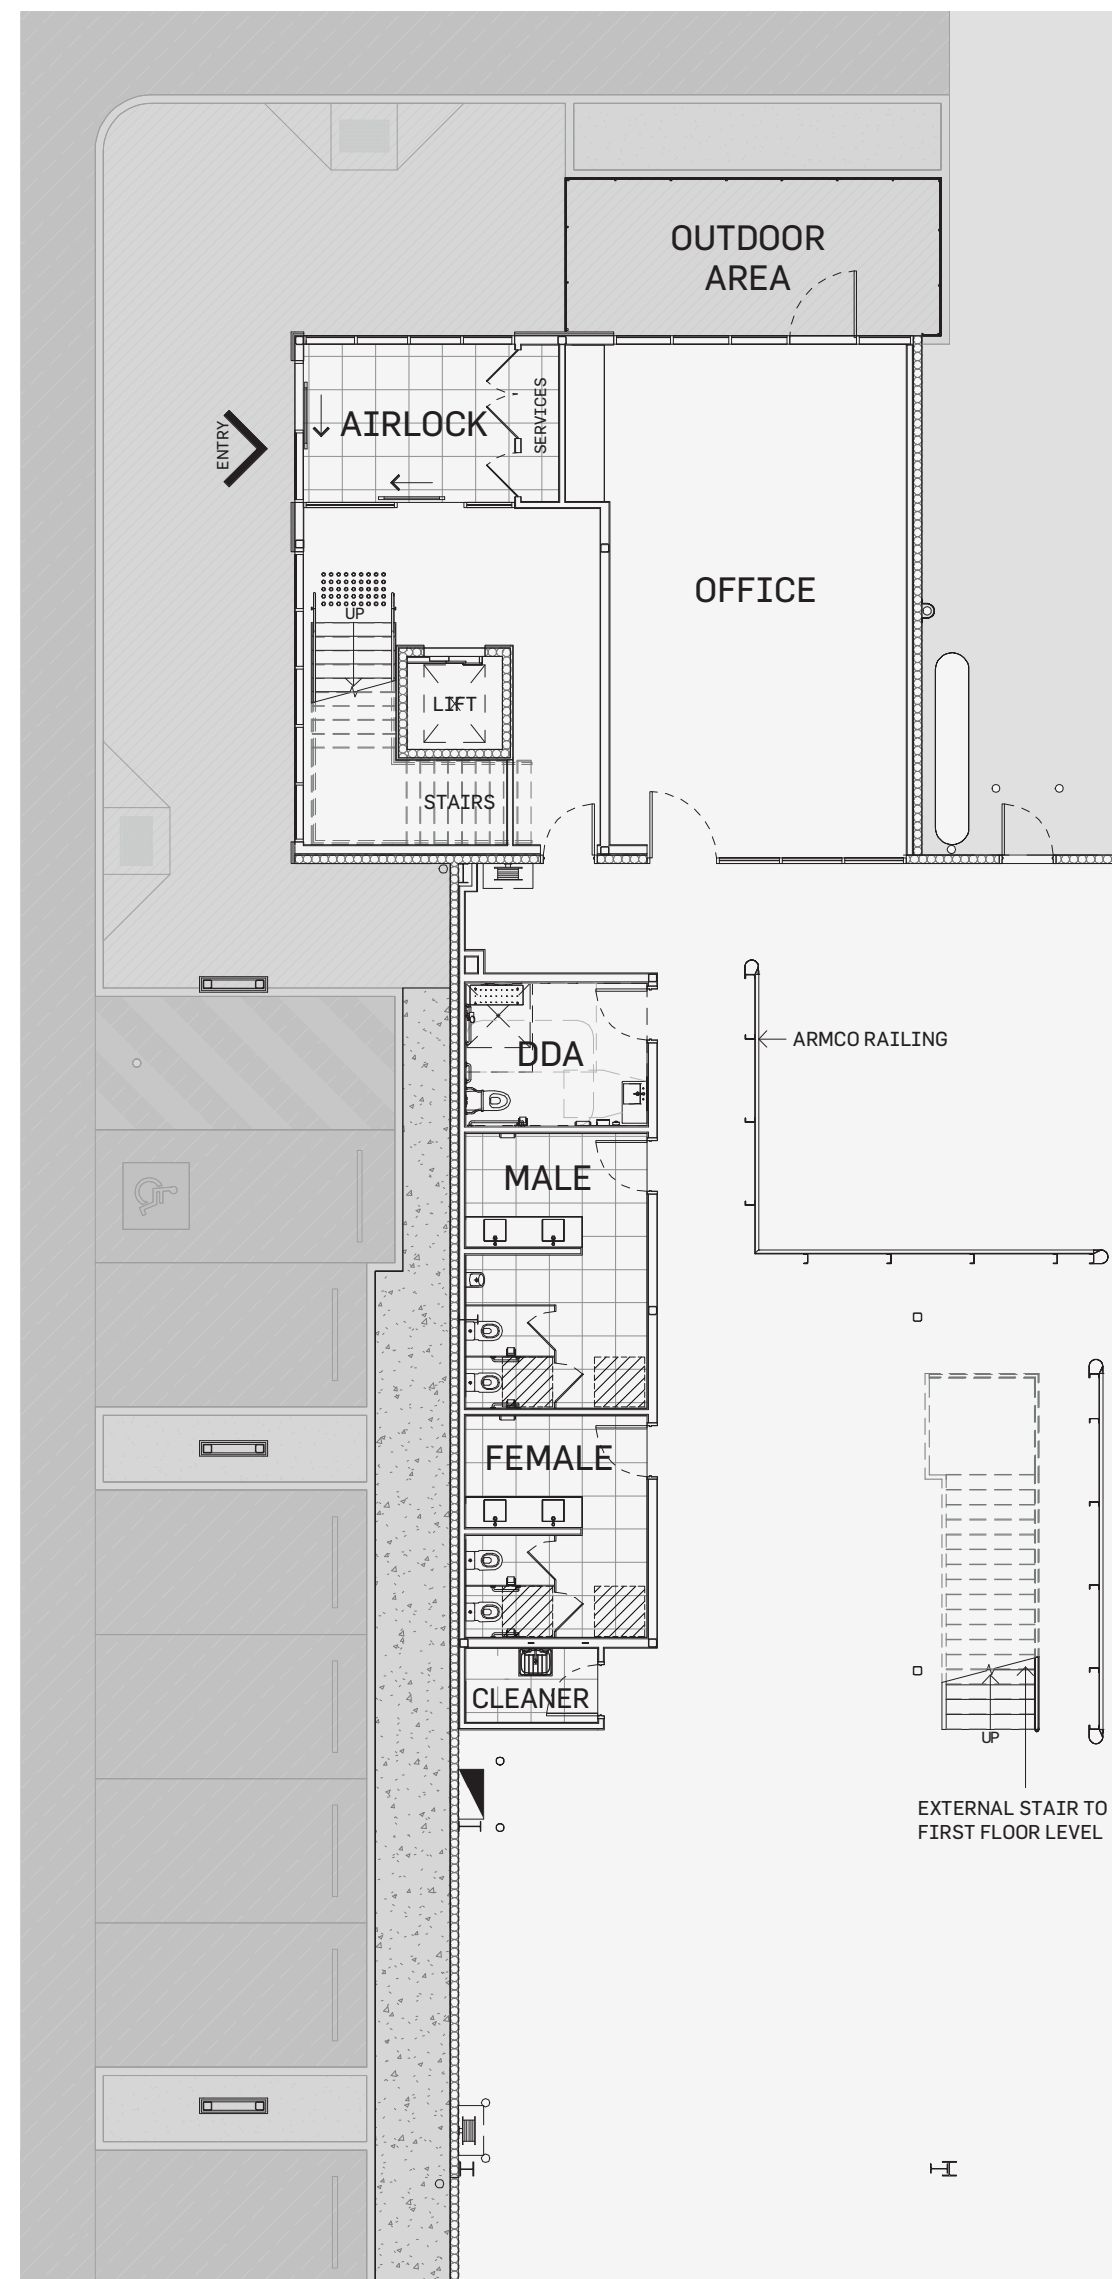 OUTDOOR
AREA
ENTRY
AIRLOCK
SERVICES
OFFICE
UP
LIFT
STAIRS
DDA
ARMCO RAILING
MALE
FEMALE
CLEANER
UP
EXTERNAL STAIR TO
FIRST FLOOR LEVEL